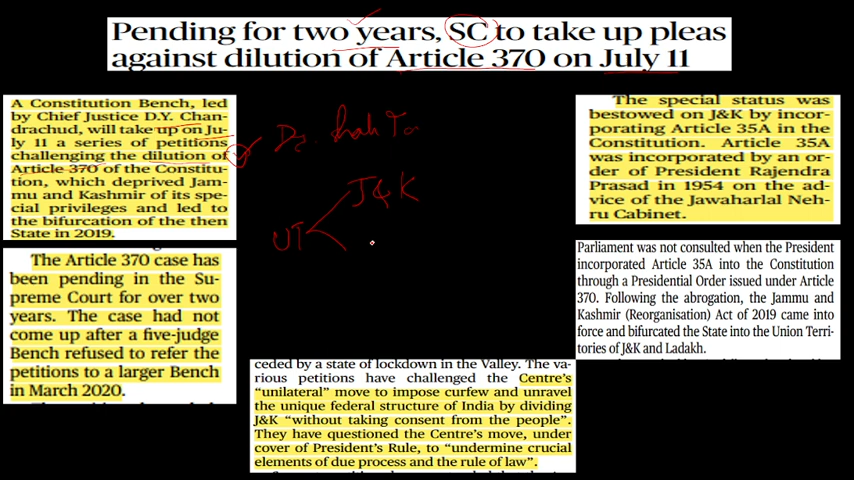 Pending for two years, SC to take up pleas
against dilution of Article 370 on July 11
A Constitution Bench, led
by Chief Justice D.Y. Chan-
drachud, will take up on Ju-
ly 11 a series of petitions
challenging the dilution of
Article 370 of the Constitu-
tion, which deprived Jam-
mu and Kashmir of its spe-
cial privileges and led to
the bifurcation of the then
State in 2019.
The Article 370 case has
been pending in the Su-
preme Court for over two
years. The case had not
come up after a five-judge
Bench refused to refer the
petitions to a larger Bench
in March 2020.
UT
J&K
ceded by a state of lockdown in the Valley. The va-
rious petitions have challenged the Centre's
"unilateral" move to impose curfew and unravel
the unique federal structure of India by dividing
J&K "without taking consent from the people".
They have questioned the Centre's move, under
cover of President's Rule, to "undermine crucial
elements of due process and the rule of law".
The special status was
bestowed on J&K by incor-
porating Article 35A in the
Constitution. Article 35A
was incorporated by an or-
der of President Rajendra
Prasad in 1954 on the ad-
vice of the Jawaharlal Neh-
ru Cabinet.
Parliament was not consulted when the President
incorporated Article 35A into the Constitution
through a Presidential Order issued under Article
370. Following the abrogation, the Jammu and
Kashmir (Reorganisation) Act of 2019 came into
force and bifurcated the State into the Union Terri-
tories of J&K and Ladakh.